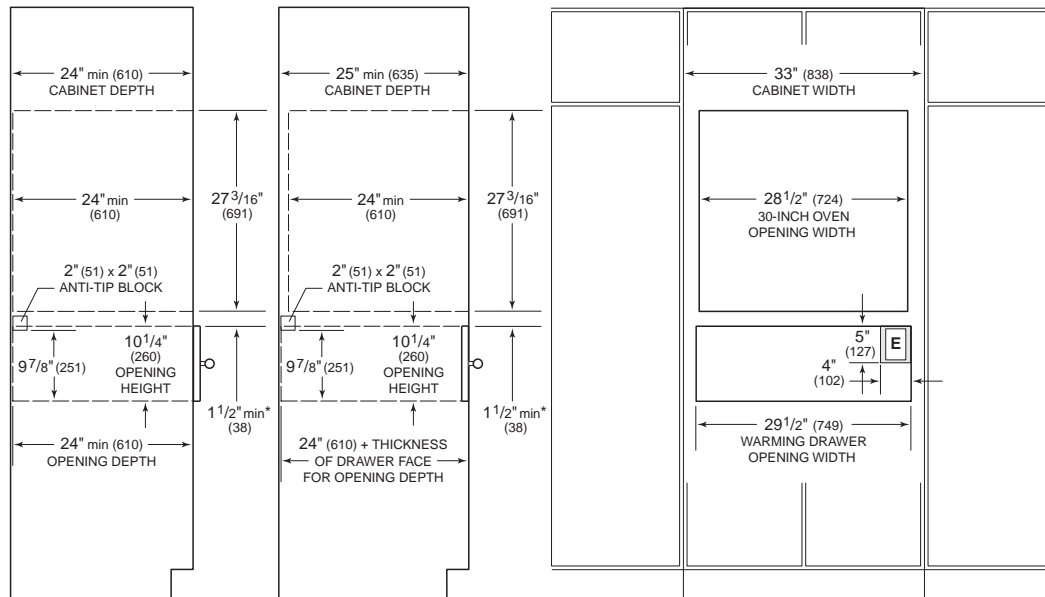 24" min (610)
CABINET DEPTH
24" min
(610)
27 3/16"
(691)
2" (51) x 2" (51)
ANTI-TIP BLOCK
9 7/8" (251)
10 1/4"
(260)
OPENING
HEIGHT
1 1/2" min*
(38)
24" min (610)
OPENING DEPTH
25" min (635)
CABINET DEPTH
24" min
(610)
27 3/16"
(691)
2" (51) x 2" (51)
ANTI-TIP BLOCK
9 7/8" (251)
10 1/4"
(260)
OPENING
HEIGHT
1 1/2" min*
(38)
24" (610) + THICKNESS
OF DRAWER FACE
FOR OPENING DEPTH
33" (838)
CABINET WIDTH
28 1/2" (724)
30-INCH OVEN
OPENING WIDTH
5"
(127)
E
4"
(102)
29 1/2" (749)
WARMING DRAWER
OPENING WIDTH